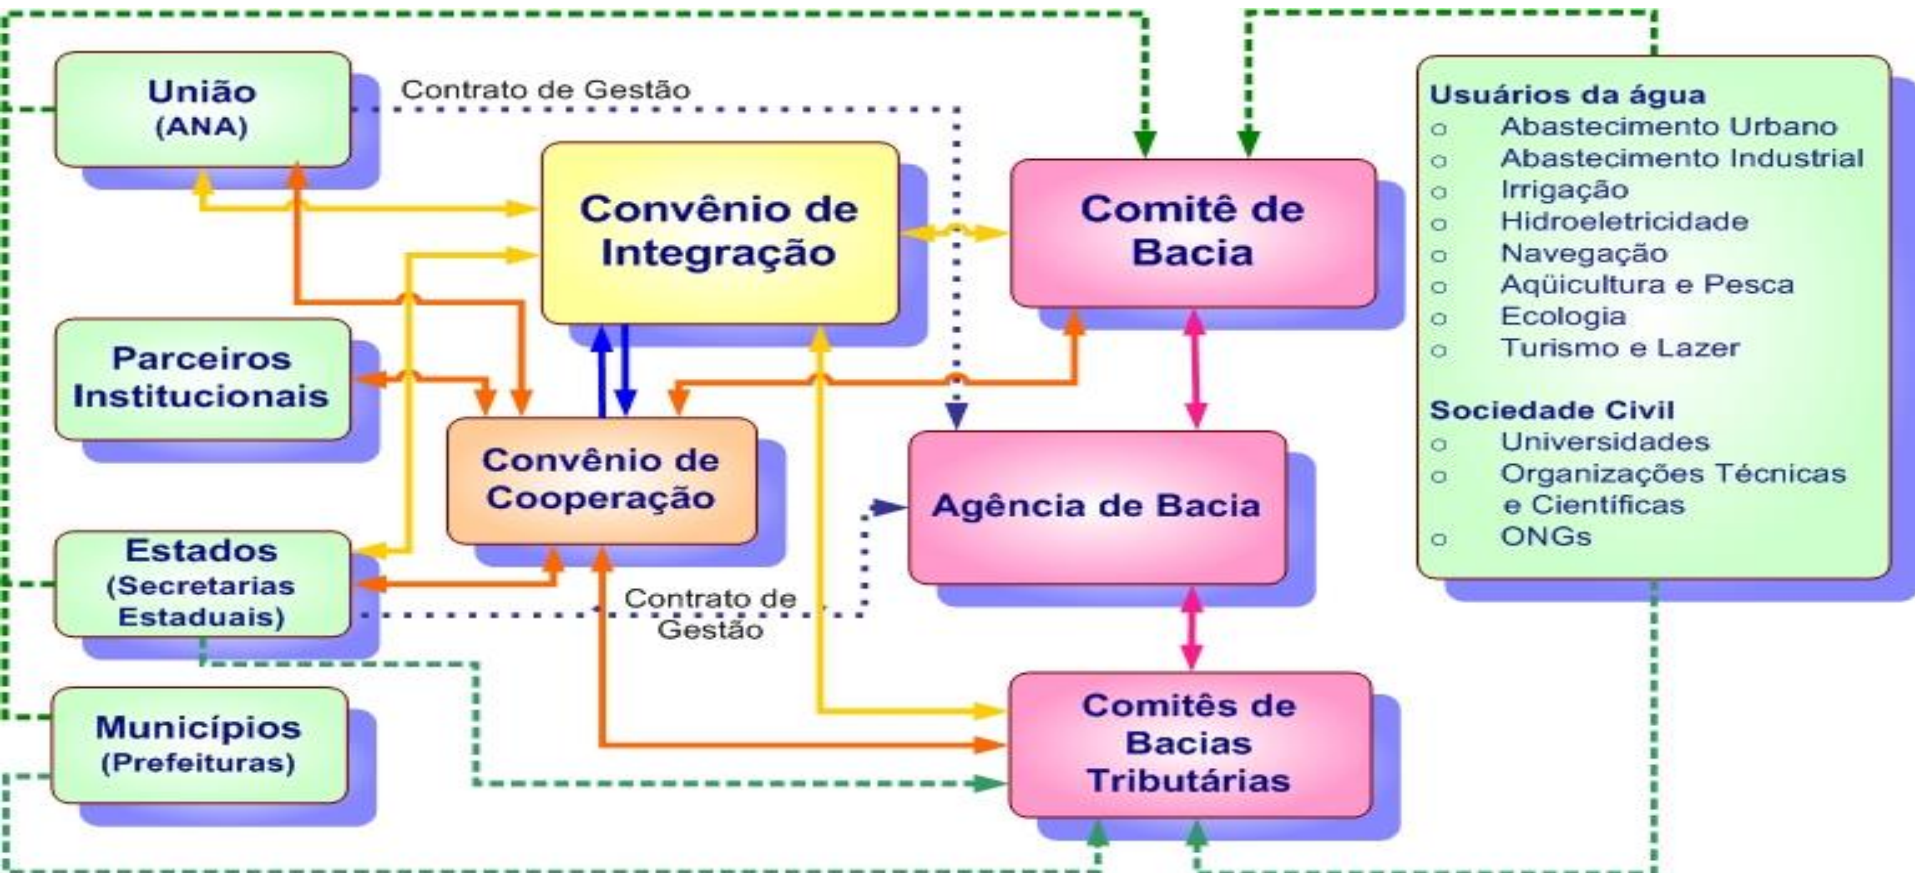 União
(ANA)
Contrato de Gestão
Convênio de
Integração
Comitê de
Bacia
Usuários da água
o Abastecimento Urbano
o Abastecimento Industrial
o Irrigação
o Hidroeletricidade
o Navegação
o Aqüicultura e Pesca
o Ecologia
o Turismo e Lazer
Sociedade Civil
o Universidades
o Organizações Técnicas
e Científicas
o ONGs
Parceiros
Institucionais
Convênio de
Cooperação
Agência de Bacia
Estados
(Secretarias
Estaduais)
Contrato de
Gestão
Municípios
(Prefeituras)
Comitês de
Bacias
Tributárias